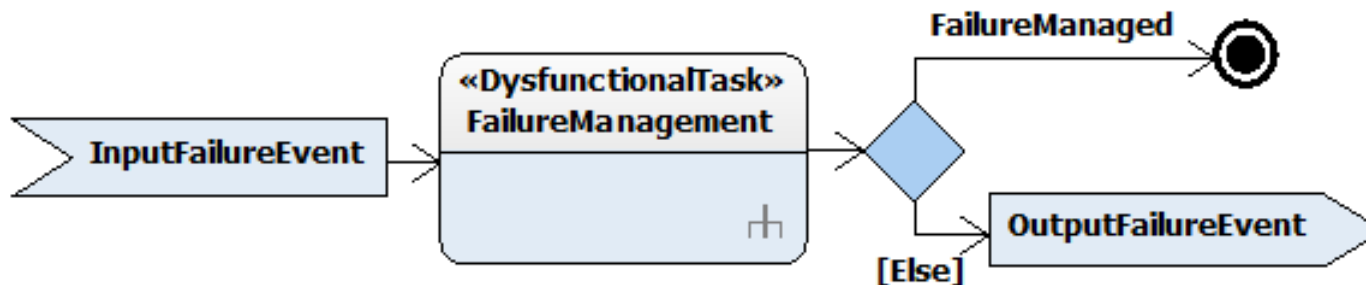 FailureManaged
«DysfunctionalTask»
FailureManagement
InputFailureEvent
OutputFailureEvent
[Else]